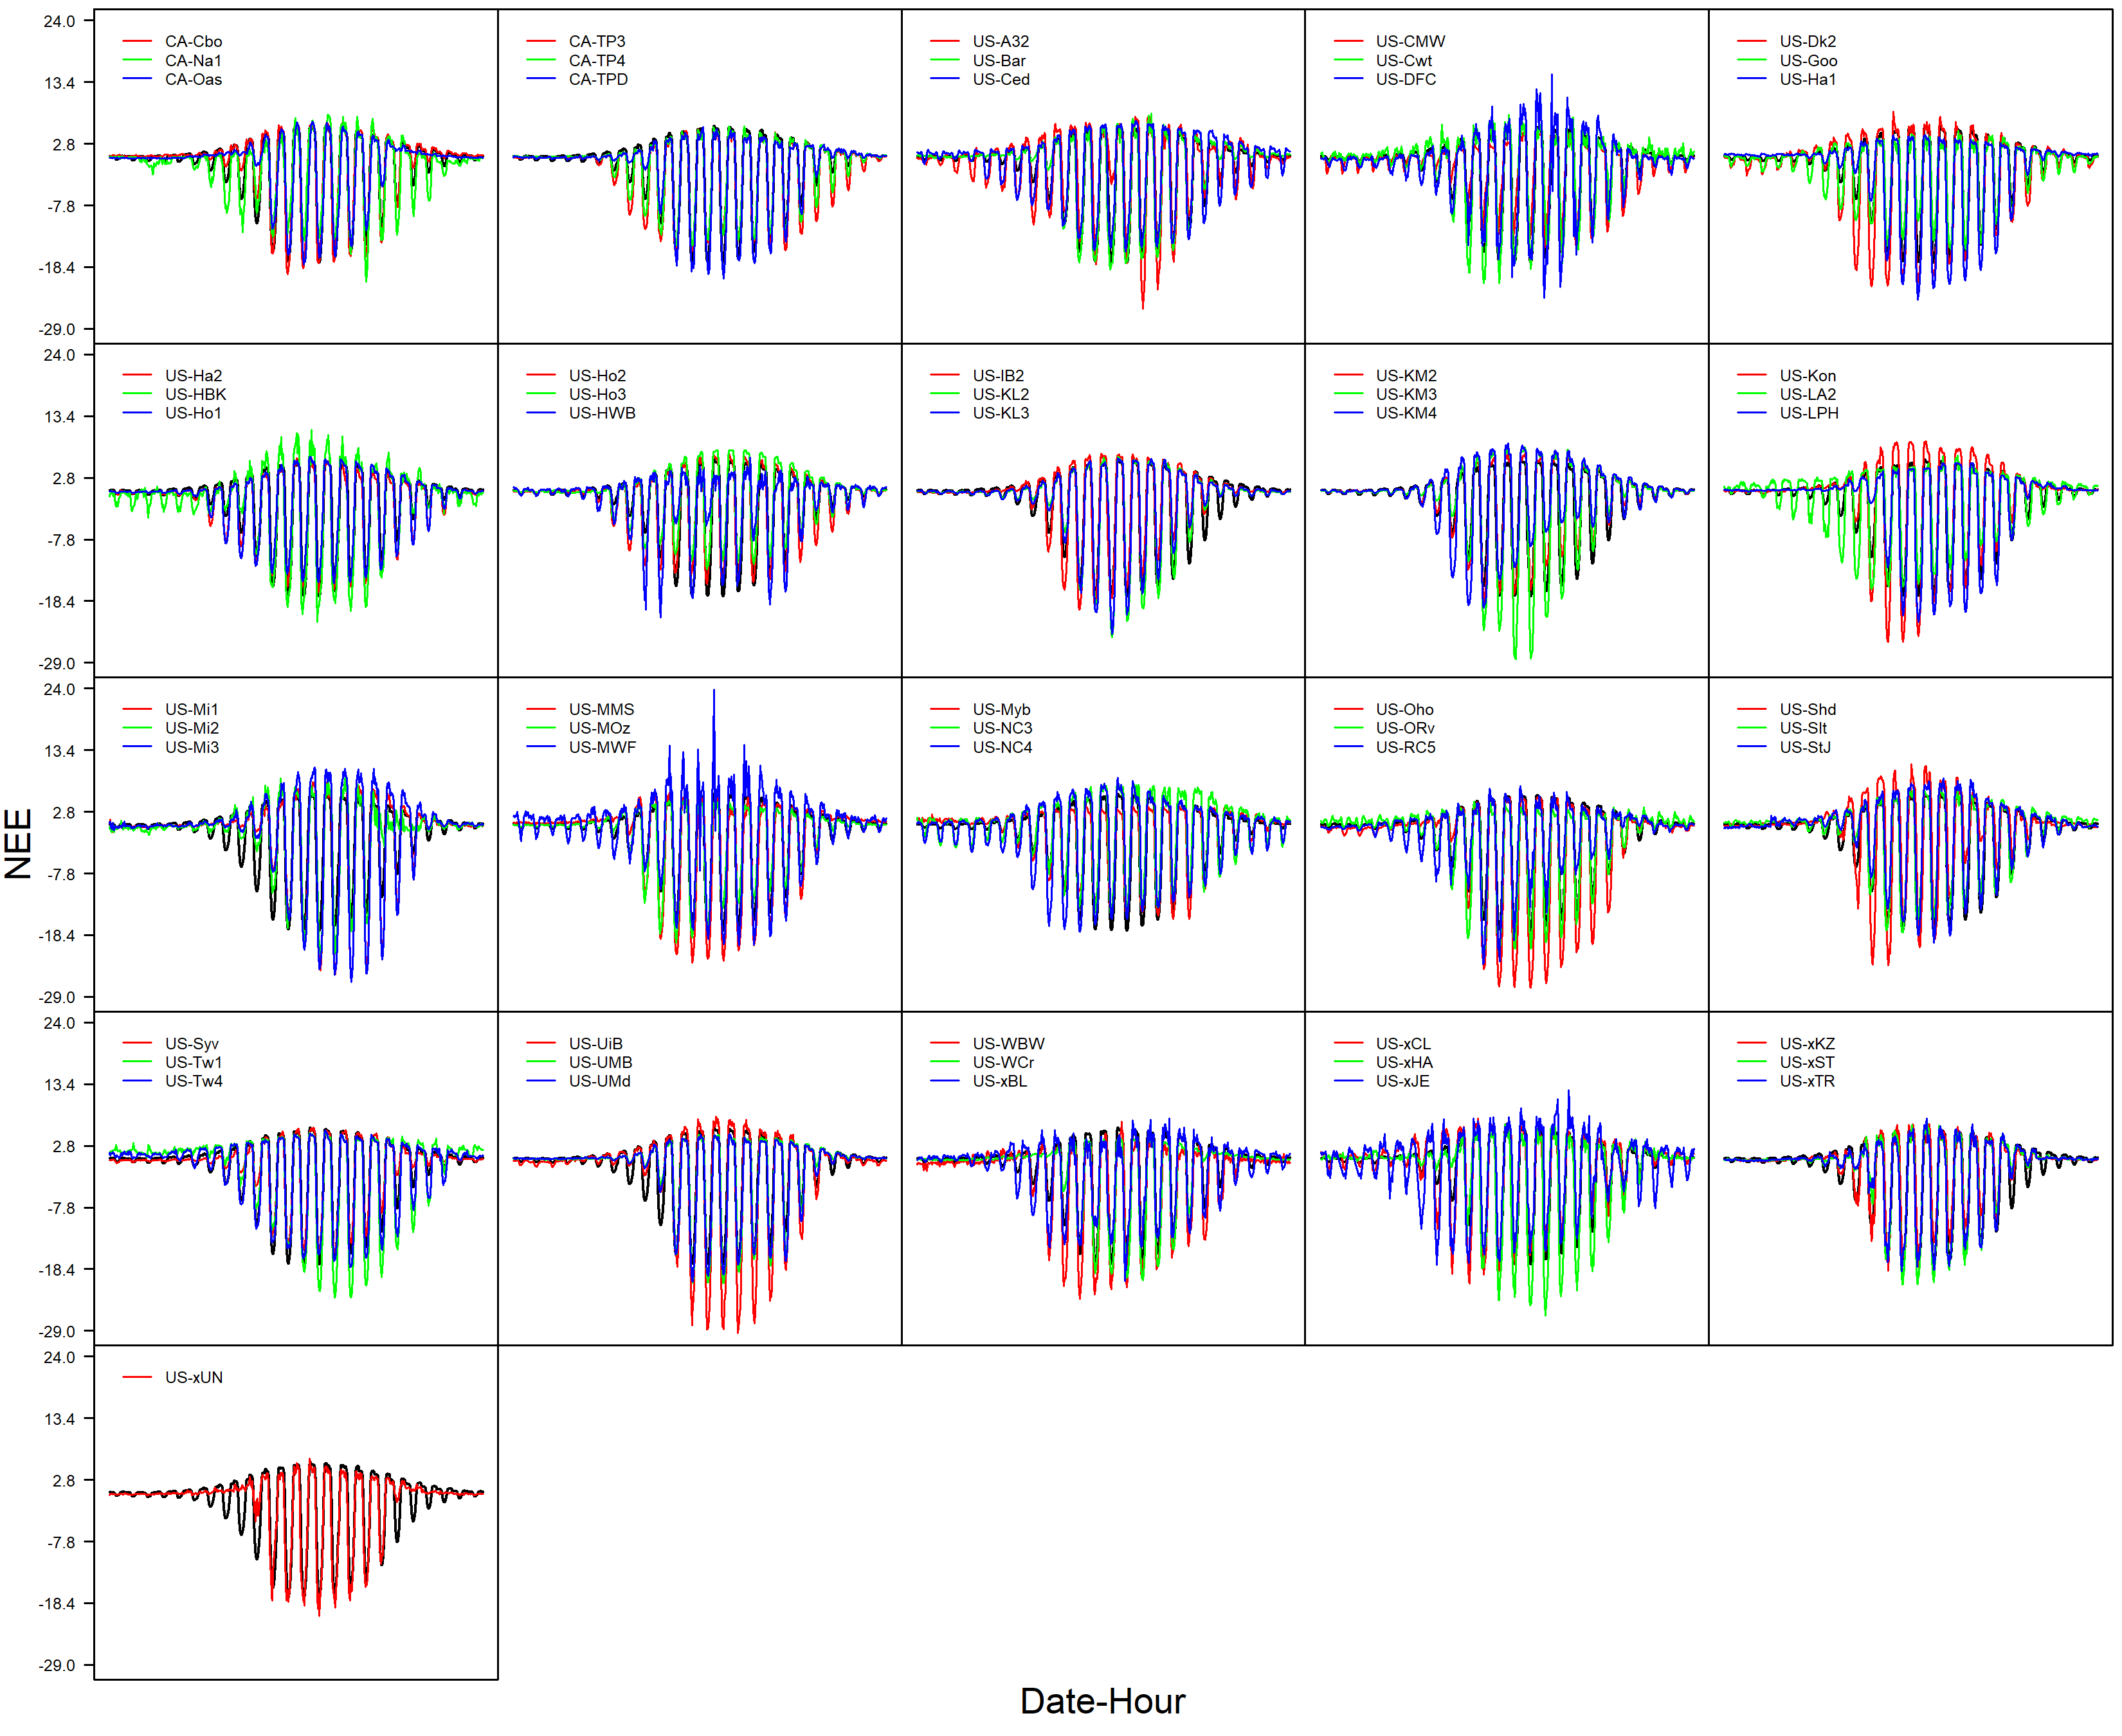 NEE
24.0
13.4
2.8
-7.8
-18.4
-29.0
CA-Cbo
CA-Na1
CA-Oas
CA-TP3
CA-TP4
CA-TPD
US-A32
US-Bar
US-Ced
US-CMW
US-Cwt
US-DFC
US-Dk2
US-Goo
US-Ha1
24.0
13.4
2.8
-7.8
-18.4
-29.0
US-Ha2
US-HBK
US-Ho1
US-Ho2
US-Ho3
US-HWB
US-IB2
US-KL2
US-KL3
US-KM2
US-KM3
US-KM4
US-Kon
US-LA2
US-LPH
24.0
13.4
2.8
-7.8
-18.4
-29.0
US-Mi1
US-Mi2
US-Mi3
US-MMS
US-MOz
US-MWF
US-Myb
US-NC3
US-NC4
US-Oho
US-ORv
US-RC5
US-Shd
US-Slt
US-StJ
24.0
13.4
2.8
-7.8
-18.4
-29.0
US-Syv
US-Tw1
US-Tw4
US-UiB
US-UMB
US-UMd
US-WBW
US-WCr
US-xBL
US-xCL
US-xHA
US-xJE
US-xKZ
US-xST
US-xTR
24.0
13.4
2.8
-7.8
-18.4
-29.0
US-xUN
Date-Hour